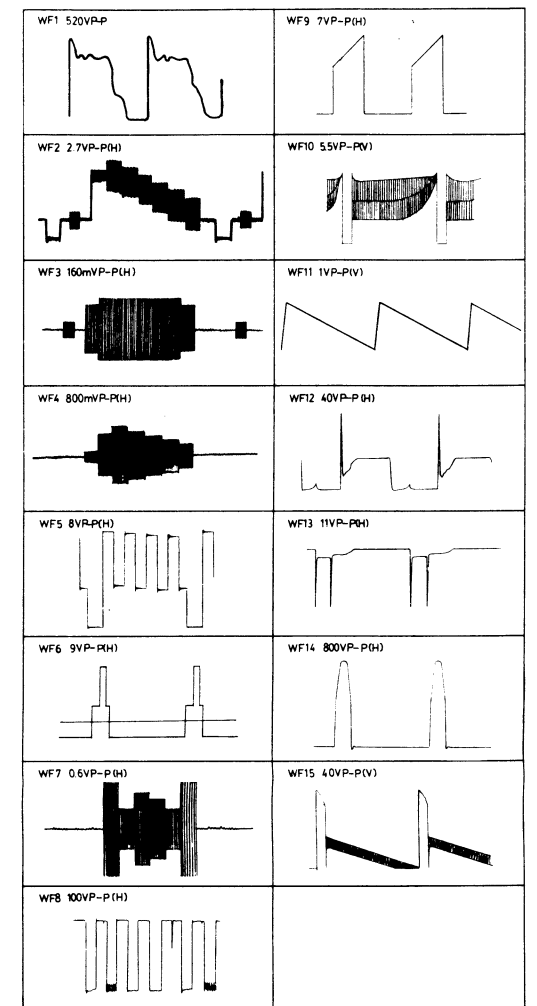 WF1 520VP-P
WF2 2.7VP-P(H)
WF3 160mVP-P(H)
WF4 800mVP-P(H)
WF5 8VP-P(H)
WF6 9VP-P(H)
WF7 0.6VP-P(H)
WF8 100VP-P(H)
WF9 7VP-P(H)
WF10 5.5VP-P(V)
WF11 1VP-P(V)
WF12 40VP-P(H)
WF13 11VP-P(H)
WF14 800VP-P(H)
WF15 40VP-P(V)